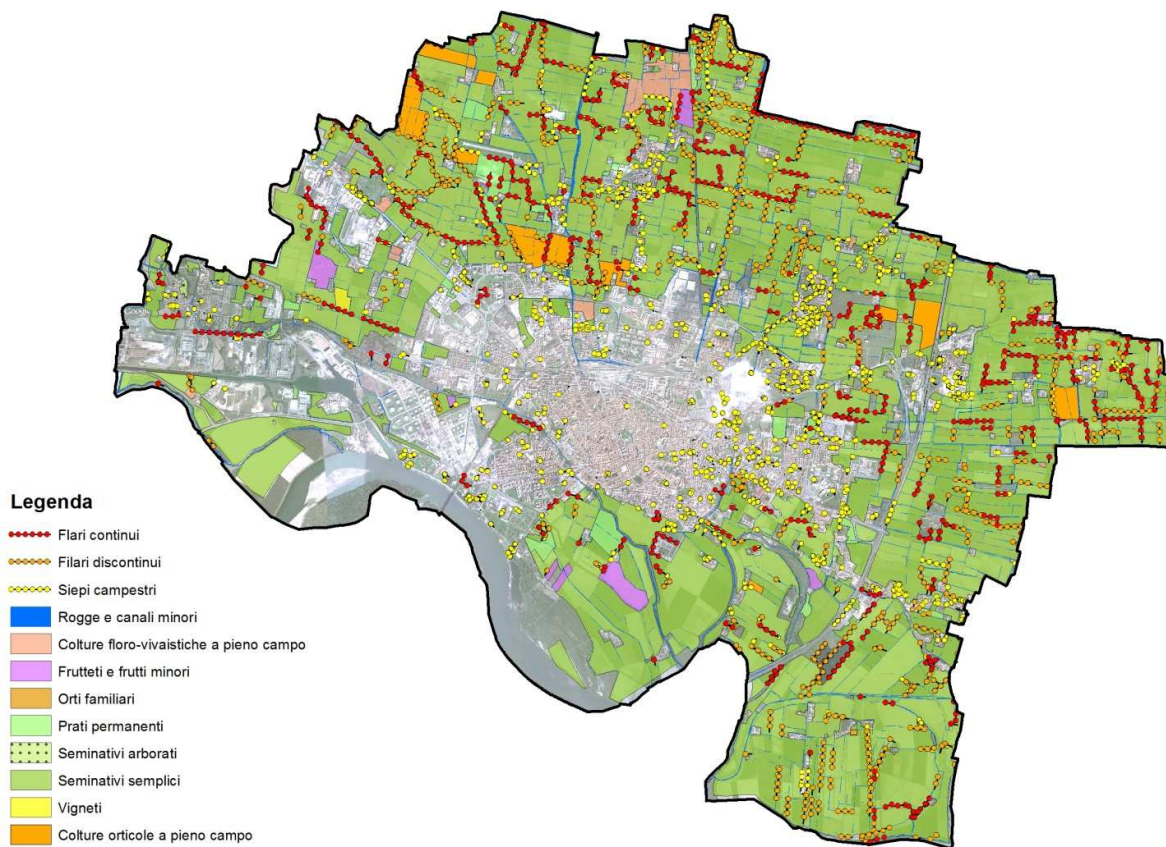 Google
Legenda
Flari continui
Filari discontinui
Siepi campestri
Rogge e canali minori
Colture floro-vivaistiche a pieno campo
Frutteti e frutti minori
Orti familiari
Prati permanenti
Seminativi arborati
Seminativi semplici
Vigneti
Colture orticole a pieno campo